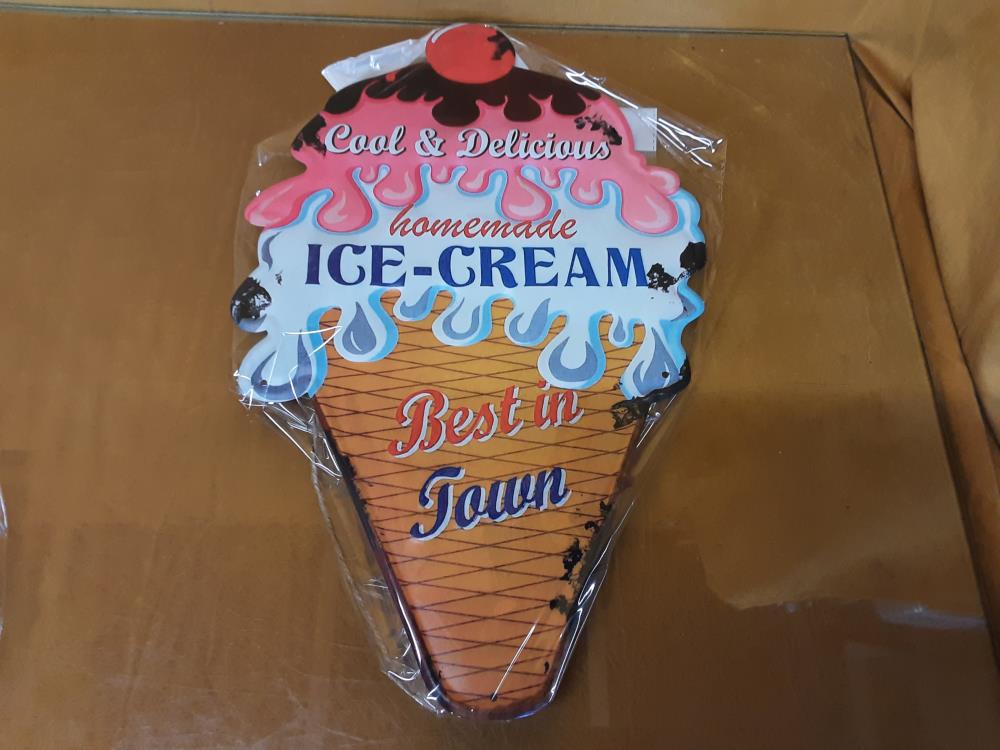 Cool & Delicious
homemade
ICE-CREAM
Best in
Town